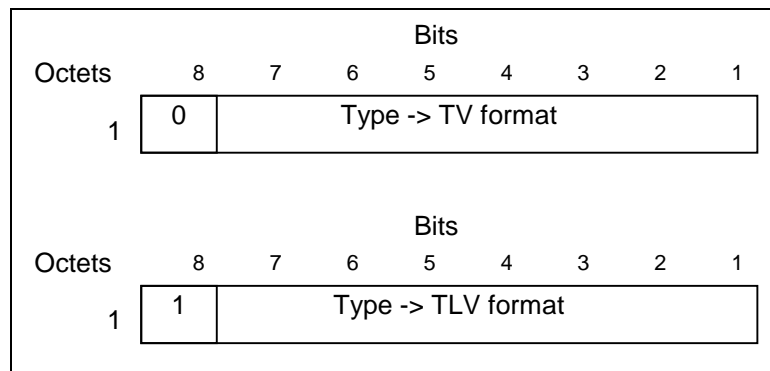 Bits
Octets 8 7 6 5 4 3 2 1
1 0 Type -> TV format
Bits
Octets 8 7 6 5 4 3 2 1
1 1 Type -> TLV format